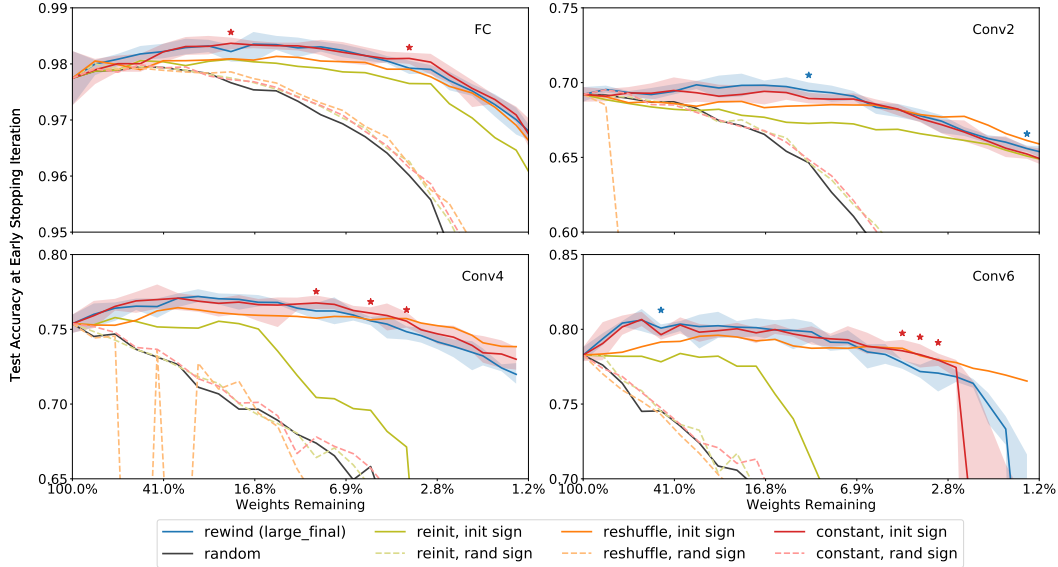 Test Accuracy at Early Stopping Iteration
0.99
0.98
0.97
0.96
0.95
FC
0.75
0.70
0.65
0.60
Conv2
0.80
0.75
0.70
0.65
Conv4
100.0%
41.0%
16.8%
6.9%
2.8%
1.2%
Weights Remaining
0.85
0.80
0.75
0.70
Conv6
100.0%
41.0%
16.8%
6.9%
2.8%
1.2%
Weights Remaining
rewind (large_final)
random
reinit, init sign
reinit, rand sign
reshuffle, init sign
reshuffle, rand sign
constant, init sign
constant, rand sign